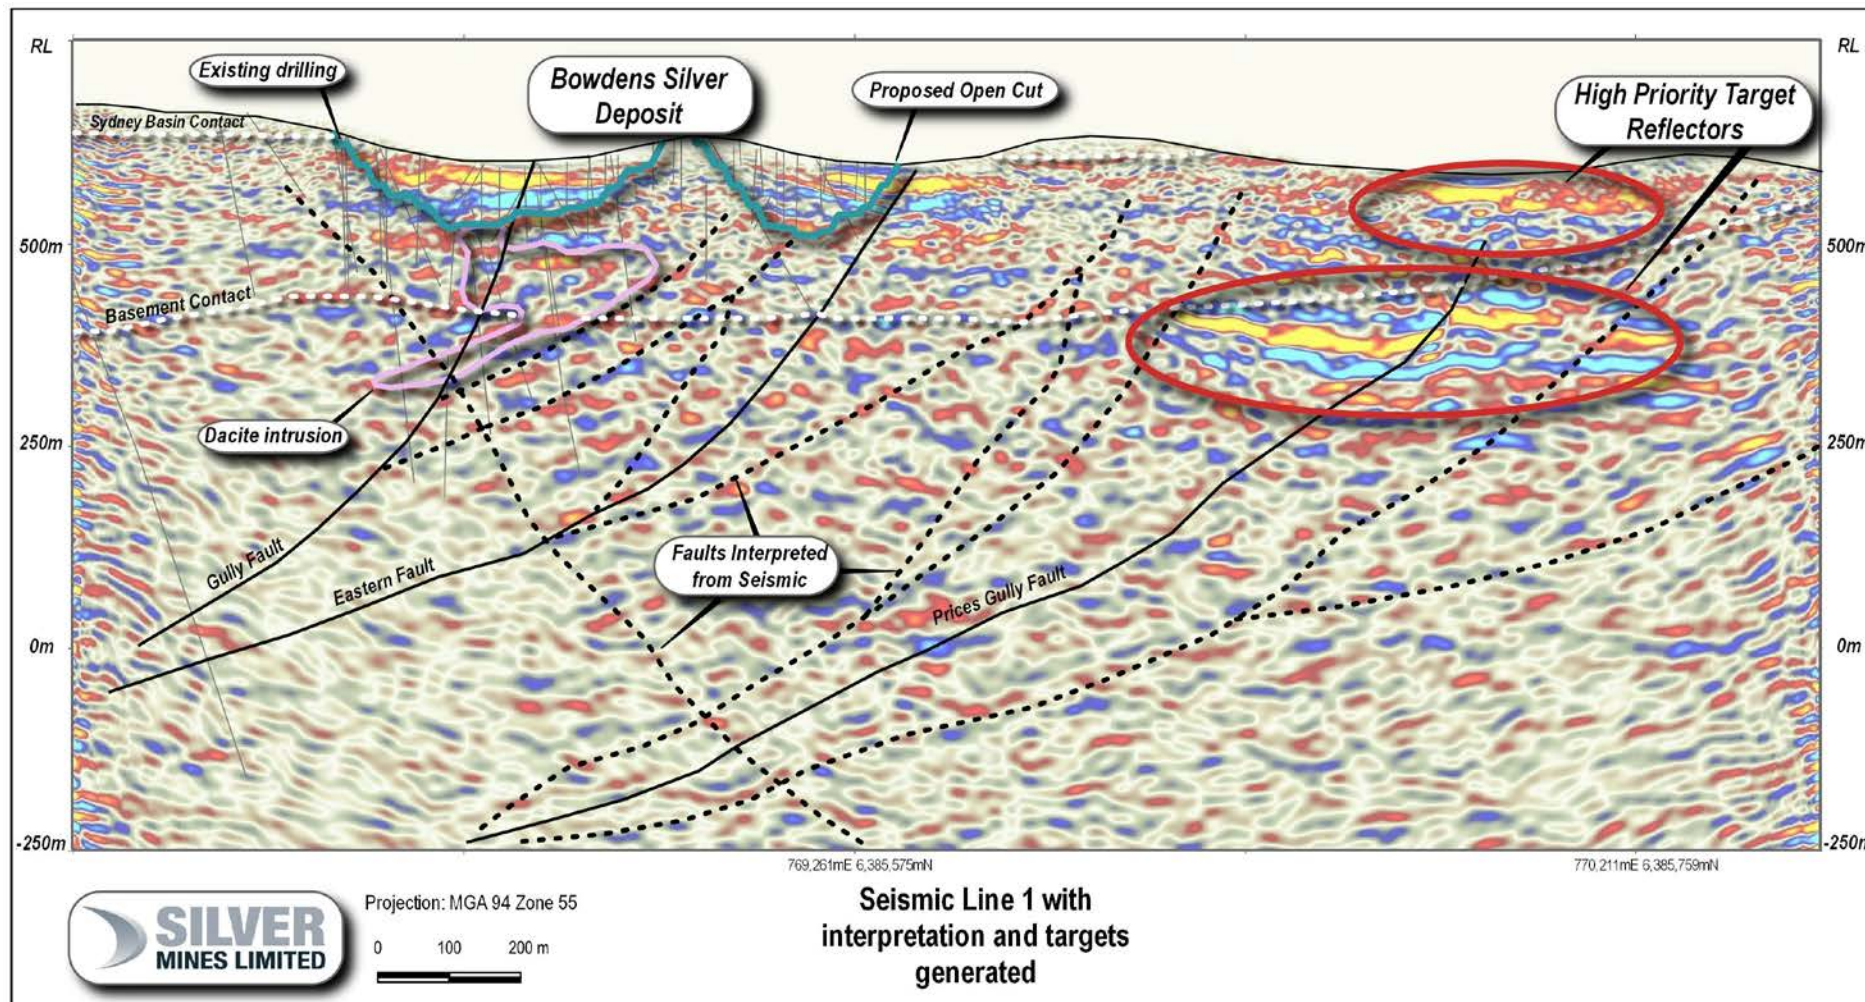 RL
RL
Existing drilling
Bowdens Silver
Deposit
Proposed Open Cut
High Priority Target
Reflectors
Sydney Basin Contact
500m
500m
Basement Contact
Dacite intrusion
250m
250m
Gully Fault
Eastern Fault
Faults Interpreted
from Seismic
Prices Gully Fault
0m
0m
-250m
-250m
769,261mE 6,385,575mN
770,211mE 6,385,759mN
SILVER
MINES LIMITED
Projection: MGA 94 Zone 55
0 100 200 m
Seismic Line 1 with
interpretation and targets
generated